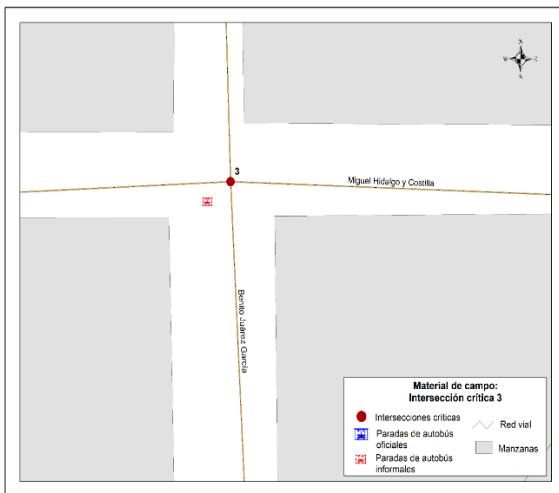 N
W
S
3
Miguel Hidalgo y Costilla
Benito Juárez García
Material de campo:
Intersección crítica 3
Intersecciones críticas
Paradas de autobús
oficiales
Paradas de autobús
informales
Red vial
Manzanas